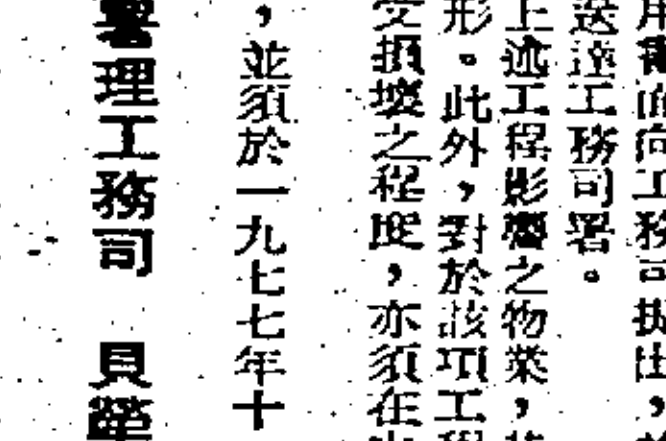 用書面向工務司提出，
送達工務司署。
上述工程影響之物業，
形。此外，對於該項工程
受損壞之程度，亦須在
，並須於一九七七年十
署理工務司 貝